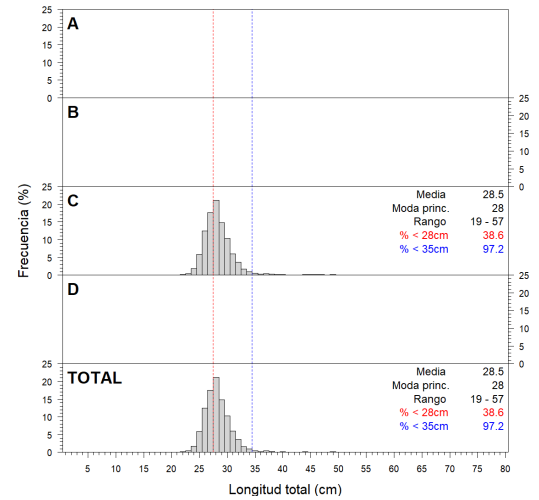 25
20
15
10
5
0
A
B
25
20
15
10
5
0
Frecuencia (%)
25
20
15
10
5
0
C
Media 28.5
Moda princ. 28
Rango 19 - 57
% < 28cm 38.6
% < 35cm 97.2
D
25
20
15
10
5
0
25
20
15
10
5
0
TOTAL
Media 28.5
Moda princ. 28
Rango 19 - 57
% < 28cm 38.6
% < 35cm 97.2
5 10 15 20 25 30 35 40 45 50 55 60 65 70 75 80
Longitud total (cm)